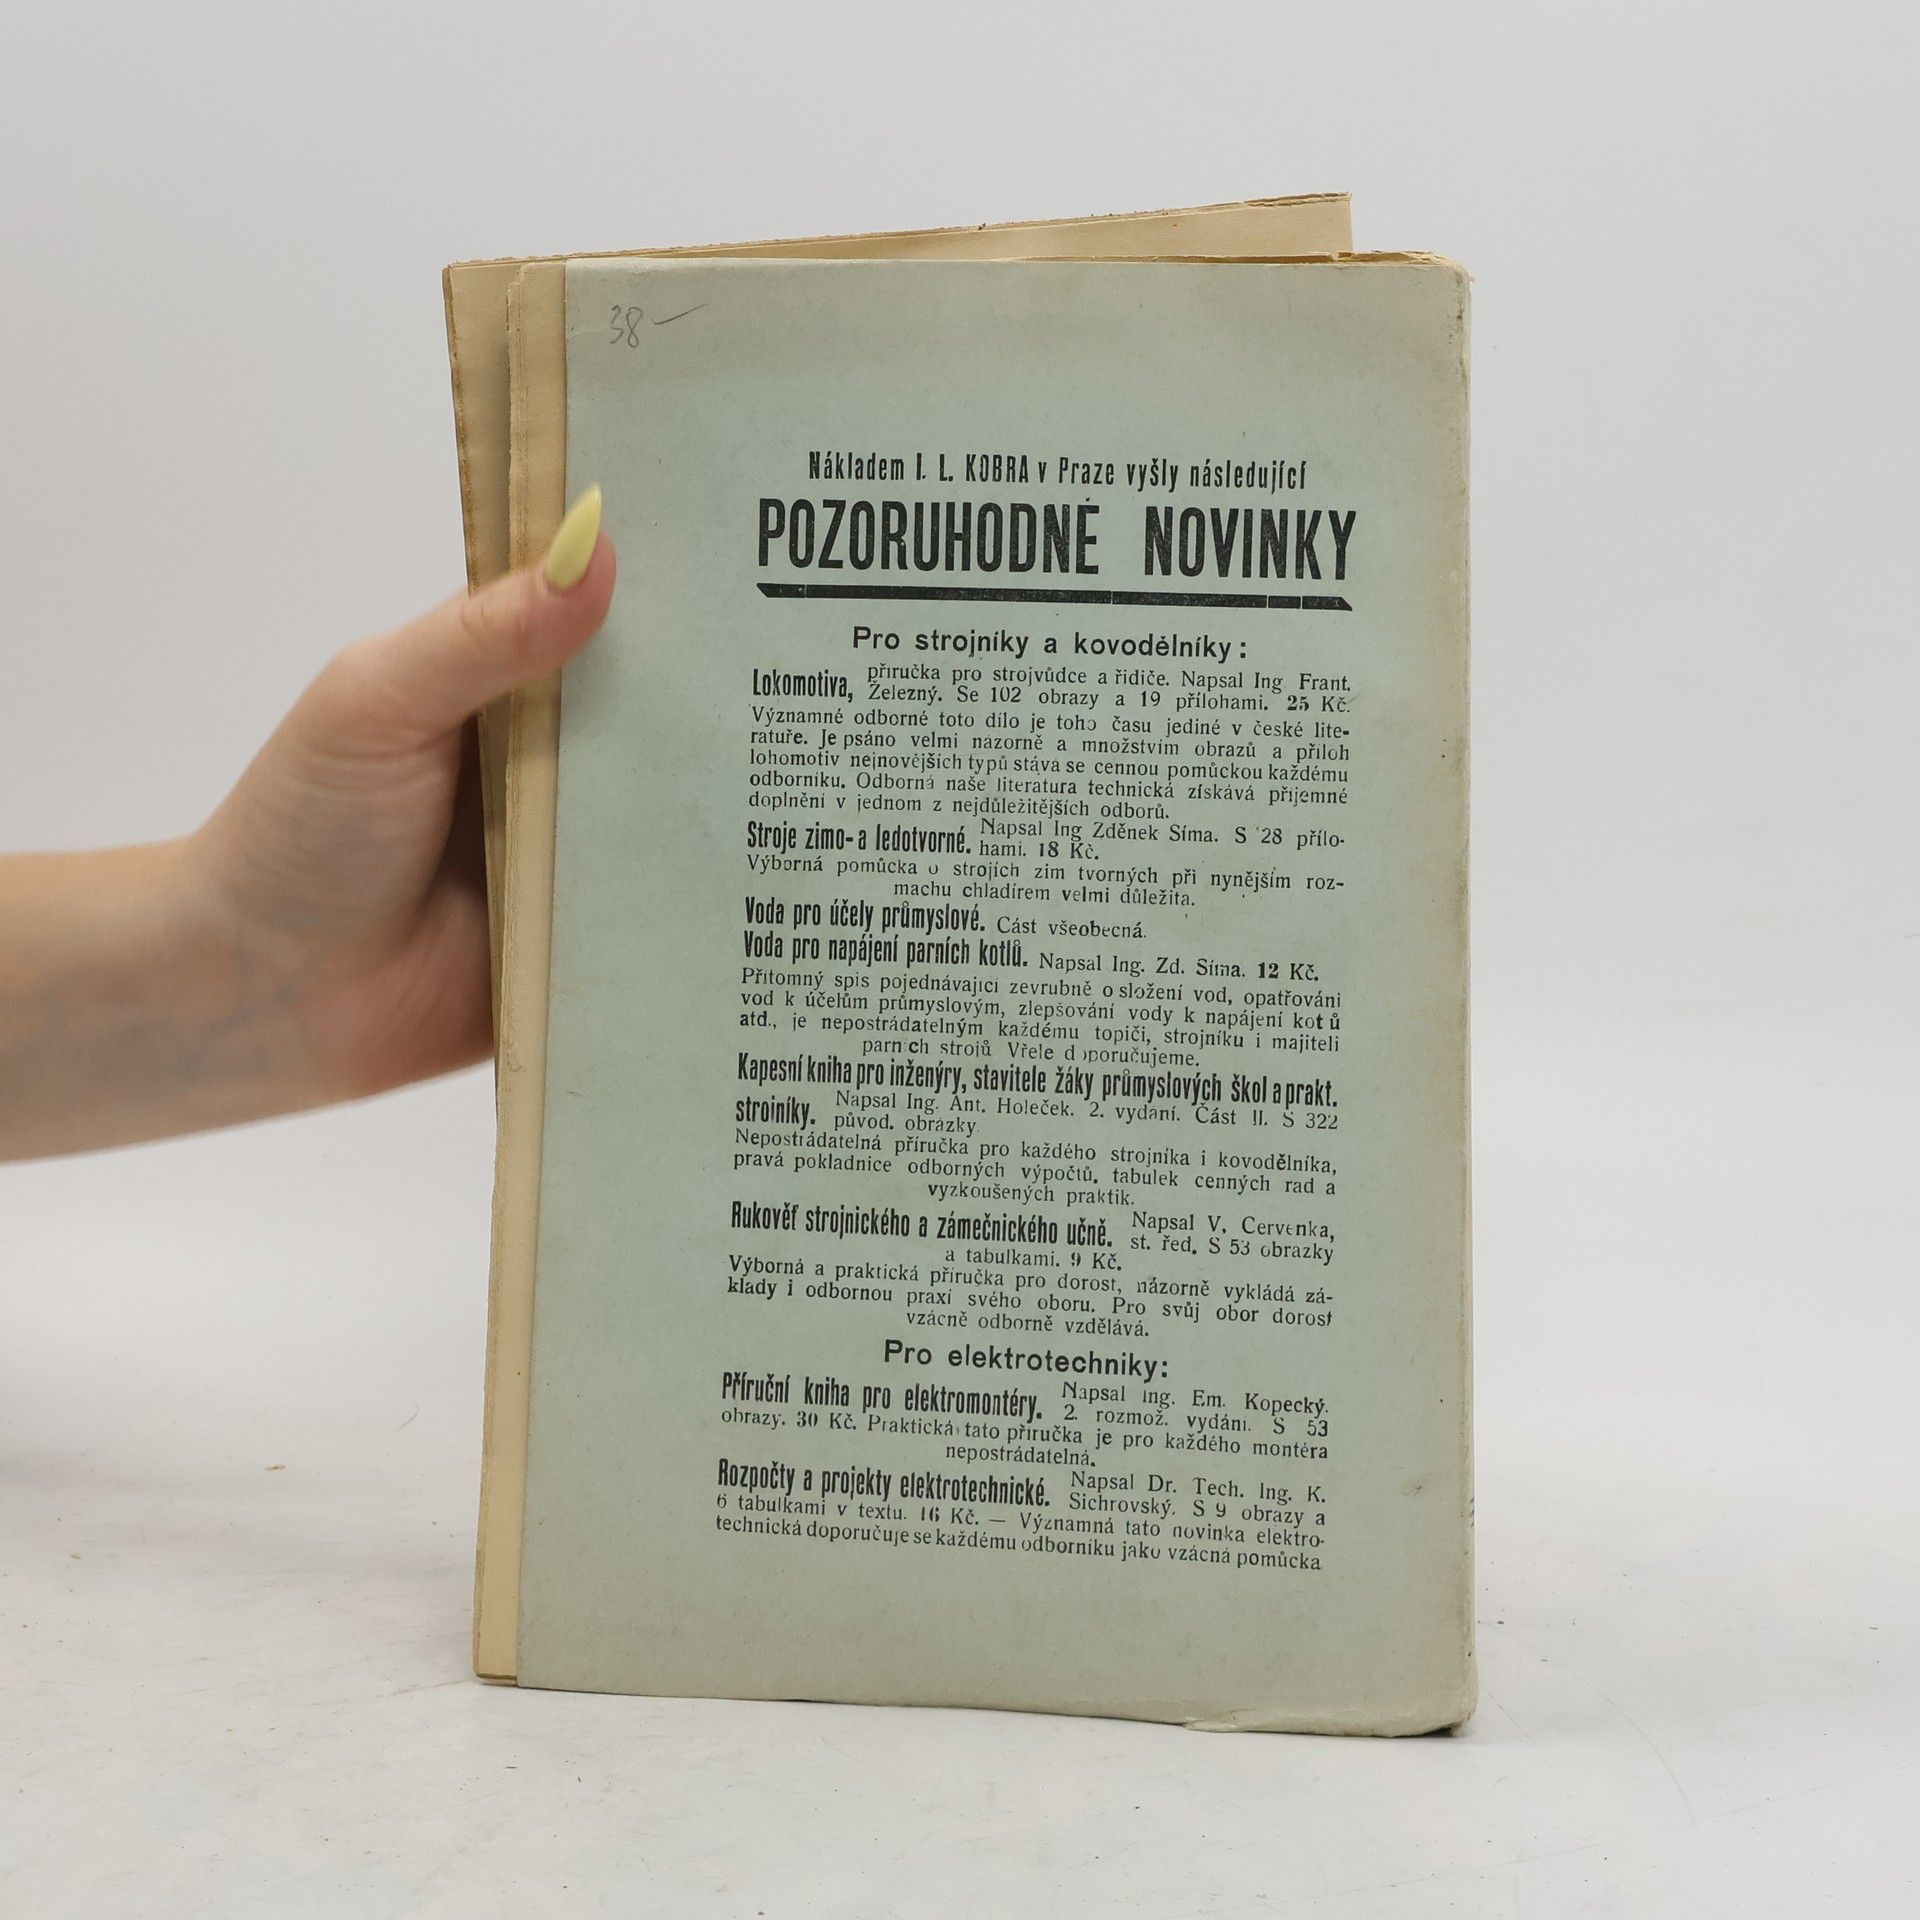 38 —
Nákladem I. L. KOBRA v Praze vyšly následující
POZORUHODNÉ NOVINKY
Pro strojníky a kovodělníky:
Lokomotiva, příručka pro strojvůdce a řidiče. Napsal Ing Frant.
Železný. Se 102 obrazy a 19 přílohami. 25 Kč.
Významné odborné toto dílo je toho času jediné v české lite-
ratuře. Je psáno velmi názorně a množstvím obrazů a příloh
lohomotiv nejnovějších typů stává se cennou pomůckou každému
odborníku. Odborná naše literatura technická získává příjemné
doplnění v jednom z nejdůležitějších odborů.
Stroje zimo- a ledotvorné. Napsal Ing Zděnek Síma. S 28 přílo-
hami. 18 Kč.
Výborná pomůcka o strojích zim tvorných při nynějším roz-
machu chladírem velmi důležita.
Voda pro účely průmyslové. Část všeobecná.
Voda pro napájení parních kotlů. Napsal Ing. Zd. Síma. 12 Kč.
Přítomný spis pojednávající zevrubně o složení vod, opatřování
vod k účelům průmyslovým, zlepšování vody k napájení kot ů
atd., je nepostrádatelným každému topiči, strojníku i majiteli
parních strojů Vřele doporučujeme.
Kapesní kniha pro inženýry, stavitele žáky průmyslových škol a prakt.
strojníky. Napsal Ing. Ant. Holeček. 2. vydání. Část II. S 322
původ. obrázky.
Nepostrádatelná příručka pro každého strojníka i kovodělníka,
pravá pokladnice odborných výpočtů, tabulek cenných rad a
vyzkoušených praktik.
Rukověť strojnického a zámečnického učně. Napsal V. Červenka,
st. řed. S 53 obrazky
a tabulkami. 9 Kč.
Výborná a praktická příručka pro dorost, názorně vykládá zá-
klady i odbornou praxi svého oboru. Pro svůj obor dorost
vzácně odborně vzdělává.
Pro elektrotechniky:
Příruční kniha pro elektromontéry. Napsal Ing. Em. Kopecký.
2. rozmož. vydání. S 53
obrazy. 30 Kč. Praktická tato příručka je pro každého montéra
nepostrádatelná.
Rozpočty a projekty elektrotechnické. Napsal Dr. Tech. Ing. K.
Sichrovský. S 9 obrazy a
6 tabulkami v textu. 16 Kč. — Významná tato novinka elektro-
technická doporučuje se každému odborníku jako vzácná pomůcka